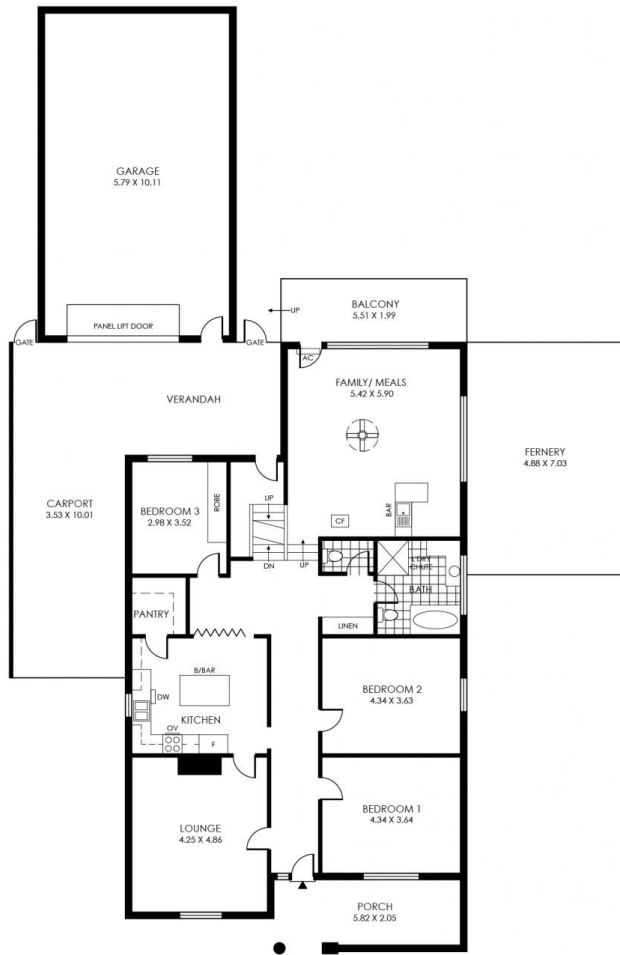 GARAGE
5.79 X 10.11
PANEL LIFT DOOR
UP
BALCONY
5.51 X 1.99
GATE
GATE
AC
VERANDAH
FAMILY/ MEALS
5.42 X 5.90
FERNERY
4.88 X 7.03
CARPORT
3.53 X 10.01
BEDROOM 3
2.98 X 3.52
ROBE
UP
DN
UP
CF
BAR
L'DRY
CHUTE
BATH
PANTRY
LINEN
B/BAR
DW
KITCHEN
OV
F
BEDROOM 2
4.34 X 3.63
BEDROOM 1
4.34 X 3.64
LOUNGE
4.25 X 4.86
PORCH
5.82 X 2.05